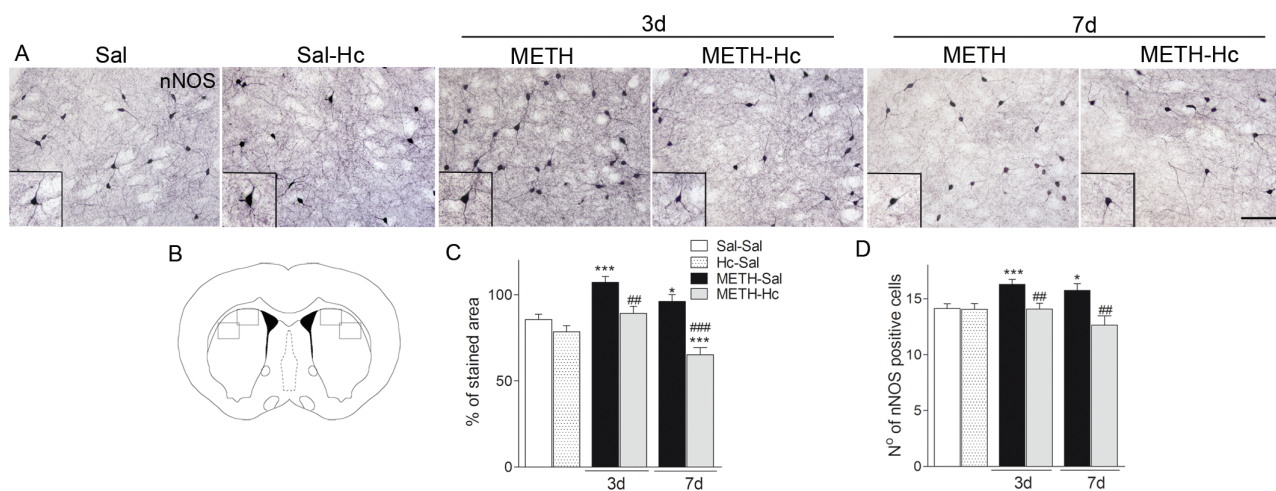 3d
7d
A
Sal
Sal-Hc
METH
METH-Hc
METH
METH-Hc
nNOS
B
C
% of stained area
100
50
0
***
##
*
###
***
3d
7d
Sal-Sal
Hc-Sal
METH-Sal
METH-Hc
D
Nº of nNOS positive cells
15
10
5
0
***
##
*
##
3d
7d